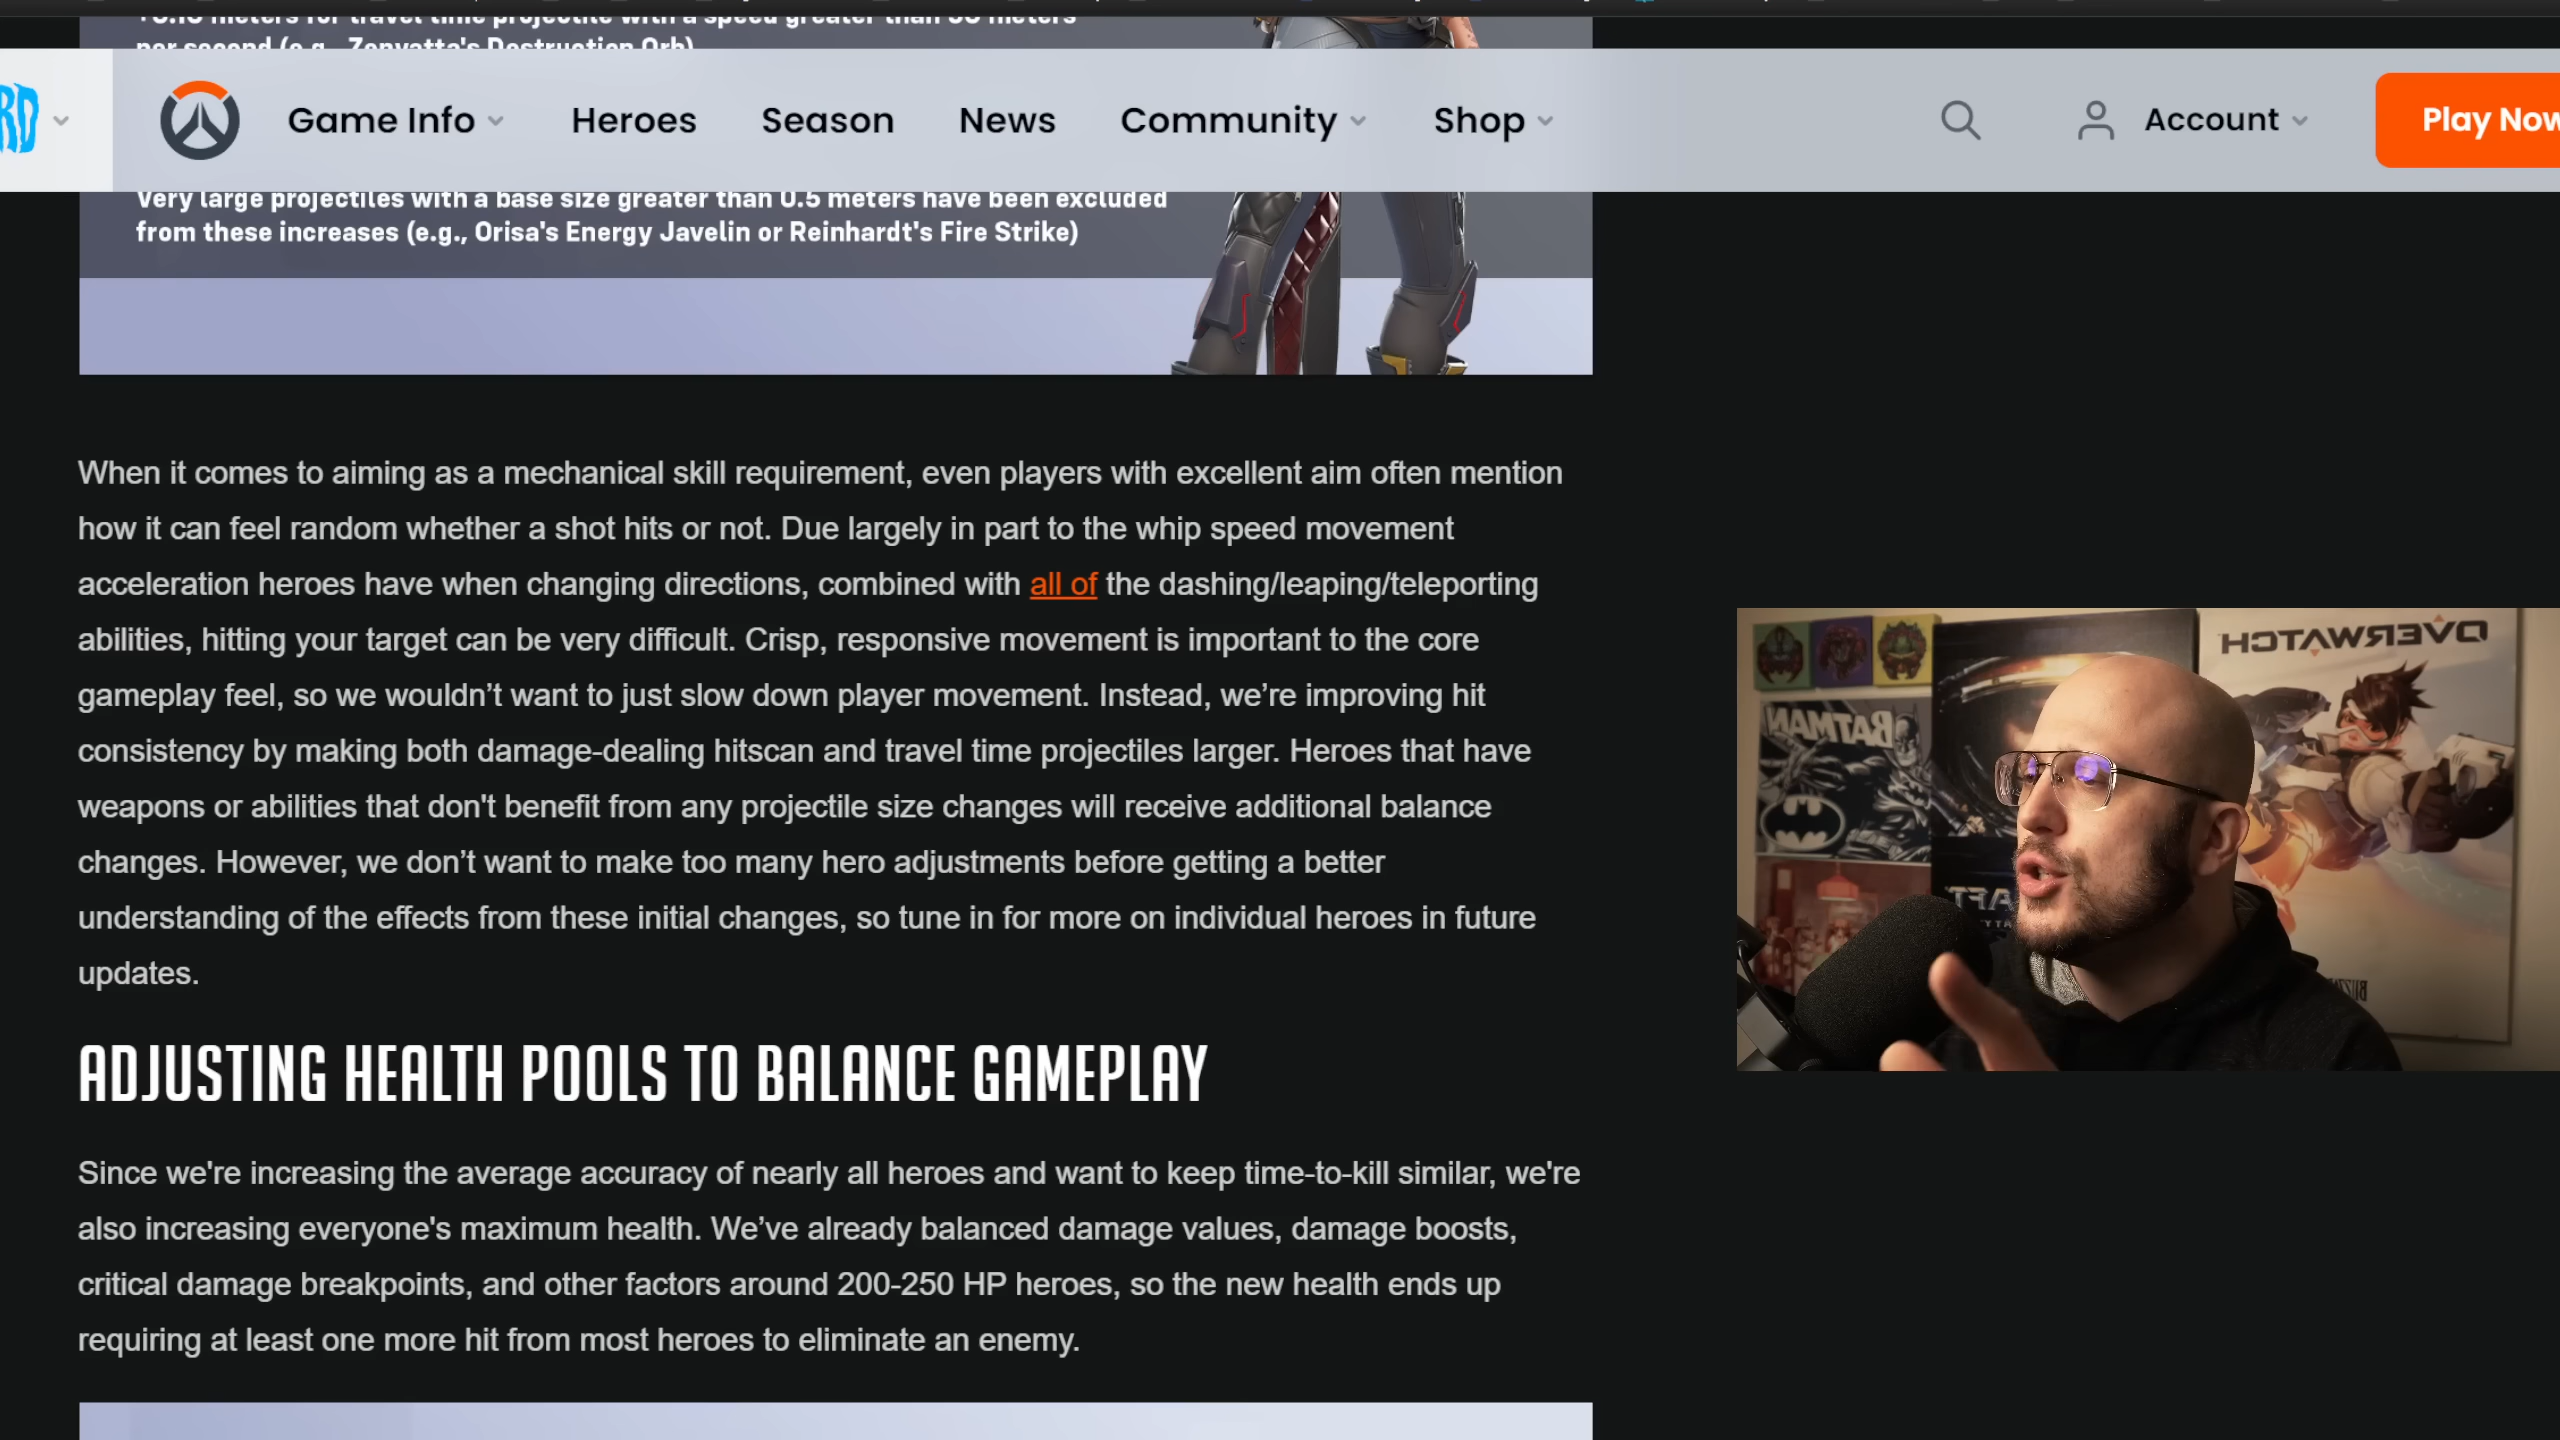 per second (e.g., Zenyatta's Destruction Orb)
RD
Game Info
Heroes
Season
News
Community
Shop
Account
Play Now
Very large projectiles with a base size greater than 0.5 meters have been excluded
from these increases (e.g., Orisa's Energy Javelin or Reinhardt's Fire Strike)
When it comes to aiming as a mechanical skill requirement, even players with excellent aim often mention
how it can feel random whether a shot hits or not. Due largely in part to the whip speed movement
acceleration heroes have when changing directions, combined with all of the dashing/leaping/teleporting
abilities, hitting your target can be very difficult. Crisp, responsive movement is important to the core
gameplay feel, so we wouldn’t want to just slow down player movement. Instead, we’re improving hit
consistency by making both damage-dealing hitscan and travel time projectiles larger. Heroes that have
weapons or abilities that don't benefit from any projectile size changes will receive additional balance
changes. However, we don’t want to make too many hero adjustments before getting a better
understanding of the effects from these initial changes, so tune in for more on individual heroes in future
updates.
OVERWATCH
BATMAN
ADJUSTING HEALTH POOLS TO BALANCE GAMEPLAY
Since we're increasing the average accuracy of nearly all heroes and want to keep time-to-kill similar, we're
also increasing everyone's maximum health. We’ve already balanced damage values, damage boosts,
critical damage breakpoints, and other factors around 200-250 HP heroes, so the new health ends up
requiring at least one more hit from most heroes to eliminate an enemy.